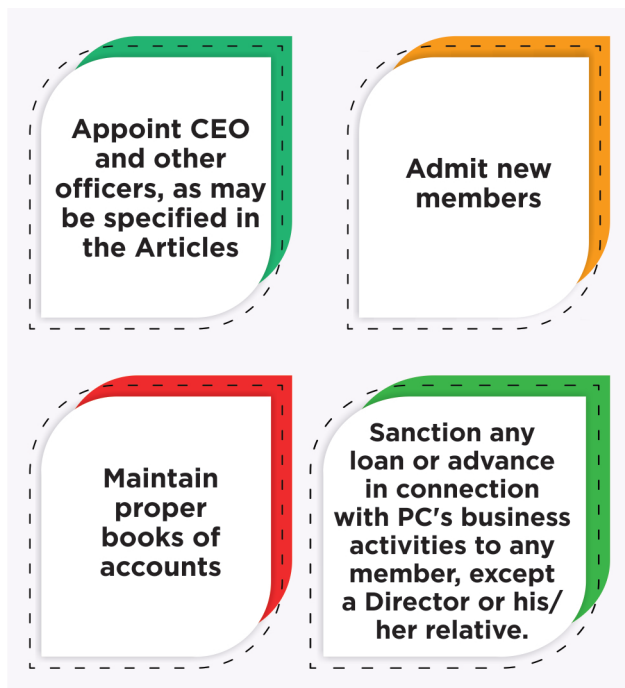 Appoint CEO
and other
officers, as may
be specified in
the Articles
Admit new
members
Maintain
proper
books of
accounts
Sanction any
loan or advance
in connection
with PC's business
activities to any
member, except
a Director or his/
her relative.